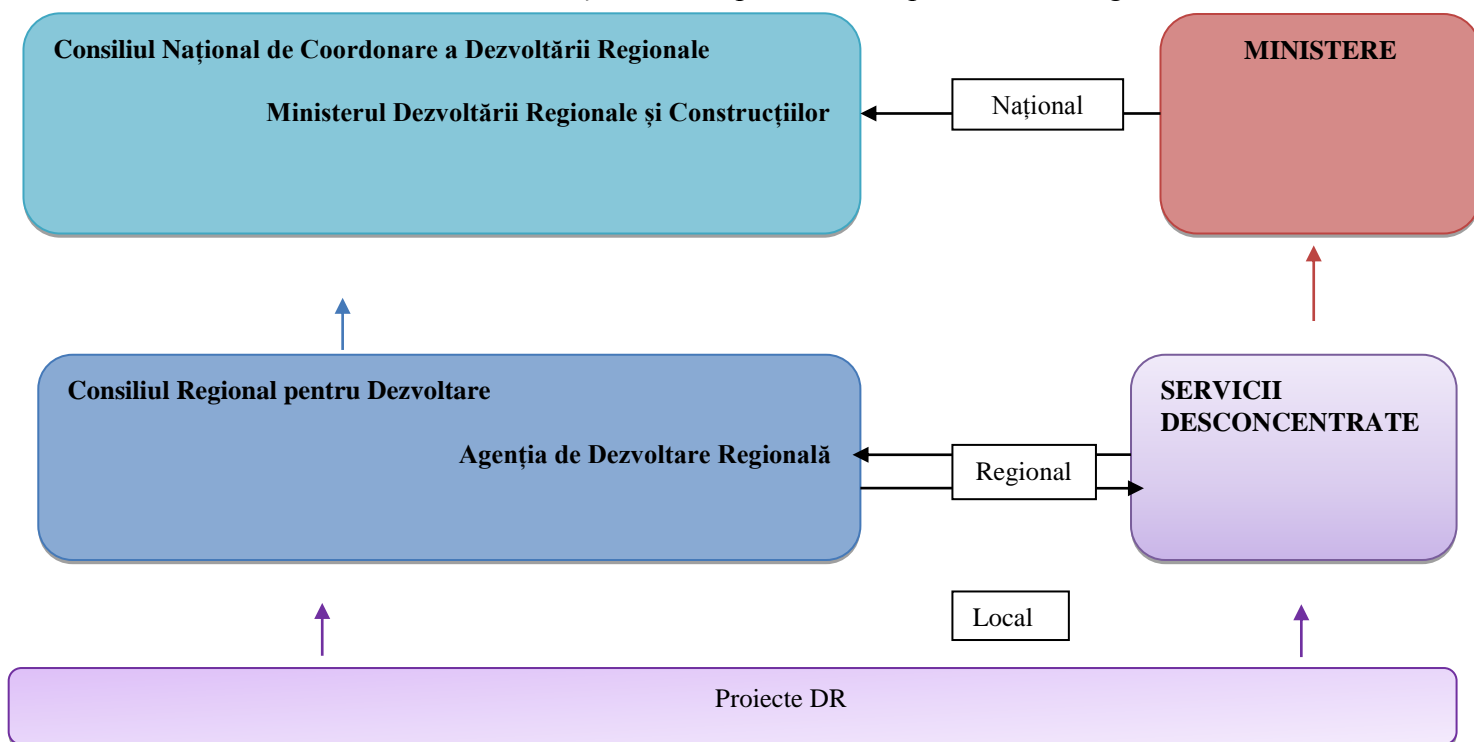 Consiliul Național de Coordonare a Dezvoltării Regionale
MINISTERE
Ministerul Dezvoltării Regionale și Construcțiilor
Național
Consiliul Regional pentru Dezvoltare
SERVICII
DESCONCENTRATE
Agenția de Dezvoltare Regională
Regional
Local
Proiecte DR